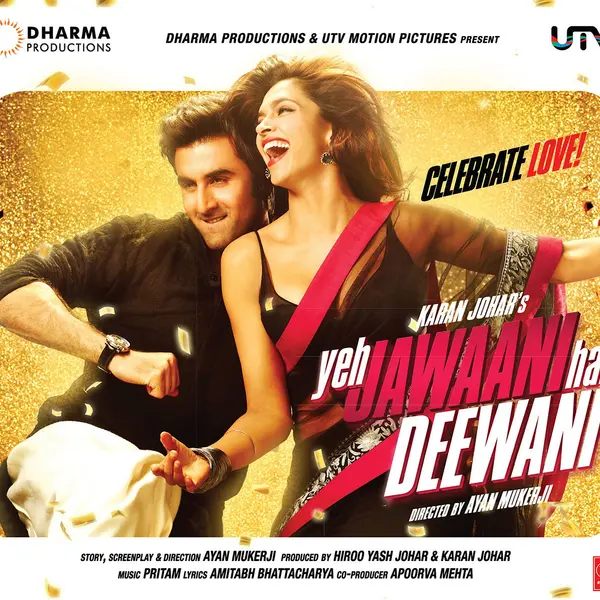 DHARMA
PRODUCTIONS
DHARMA PRODUCTIONS & UTV MOTION PICTURES PRESENT
UTV
CELEBRATE LOVE!
KARAN JOHAR'S
yeh JAWAANI ha
DEEWANI
DIRECTED BY AYAN MUKERJI
STORY, SCREENPLAY & DIRECTION AYAN MUKERJI PRODUCED BY HIROO YASH JOHAR & KARAN JOHAR
MUSIC PRITAM LYRICS AMITABH BHATTACHARYA CO-PRODUCER APOORVA MEHTA